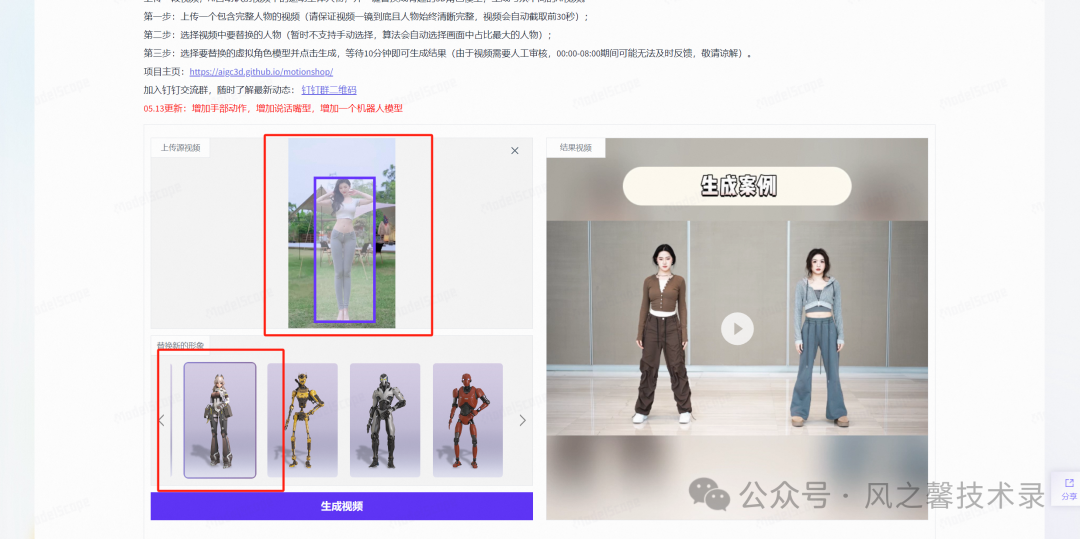 第一步：上传一个包含完整人物的视频（请保证视频一镜到底且人物始终清晰完整，视频会自动截取前30秒）；
第二步：选择视频中要替换的人物（暂时不支持手动选择，算法会自动选择画面中占比最大的人物）；
第三步：选择要替换的虚拟角色模型并点击生成，等待10分钟即可生成结果（由于视频需要人工审核，00:00-08:00期间可能无法及时反馈，敬请谅解）。
项目主页：https://aigc3d.github.io/motionshop/
加入钉钉交流群，随时了解最新动态：钉钉群二维码
05.13更新：增加手部动作，增加说话嘴型，增加一个机器人模型
上传源视频
结果视频
生成案例
替换新的形象
生成视频
公众号 · 风之馨技术录
分享
ModelScope